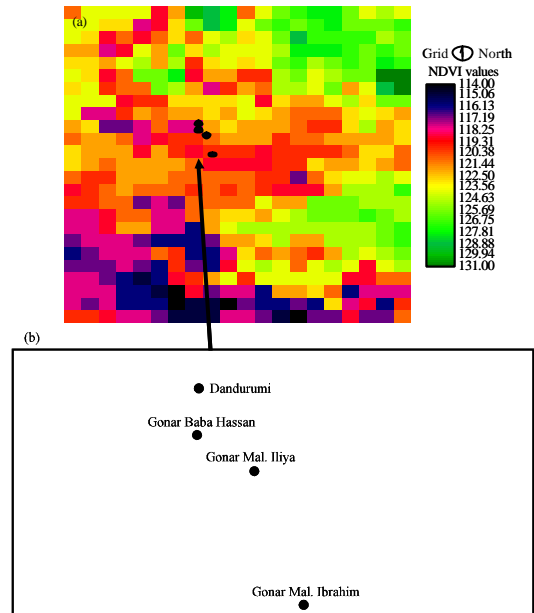 (a)
Grid North
NDVI values
114.00
115.06
116.13
117.19
118.25
119.31
120.38
121.44
122.50
123.56
124.63
125.69
126.75
127.81
128.88
129.94
131.00
(b)
Dandurumi
Gonar Baba Hassan
Gonar Mal. Iliya
Gonar Mal. Ibrahim